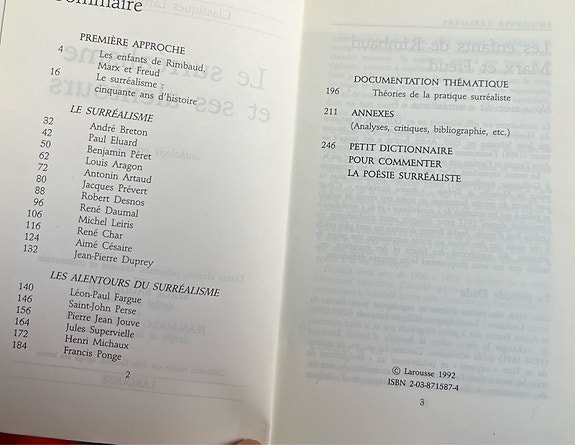 ommaire
PREMIÈRE APPROCHE
4 Les enfants de Rimbaud,
Marx et Freud
16 Le surréalisme :
cinquante ans d'histoire
LE SURRÉALISME
32 André Breton
42 Paul Eluard
50 Benjamin Péret
62 Louis Aragon
72 Antonin Artaud
80 Jacques Prévert
88 Robert Desnos
96 René Daumal
106 Michel Leiris
116 René Char
124 Aimé Césaire
132 Jean-Pierre Duprey
LES ALENTOURS DU SURRÉALISME
140 Léon-Paul Fargue
146 Saint-John Perse
156 Pierre Jean Jouve
164 Jules Supervielle
172 Henri Michaux
184 Francis Ponge
2
DOCUMENTATION THÉMATIQUE
196 Théories de la pratique surréaliste
211 ANNEXES
(Analyses, critiques, bibliographie, etc.)
246 PETIT DICTIONNAIRE
POUR COMMENTER
LA POÉSIE SURRÉALISTE
© Larousse 1992
ISBN 2-03-871587-4
3